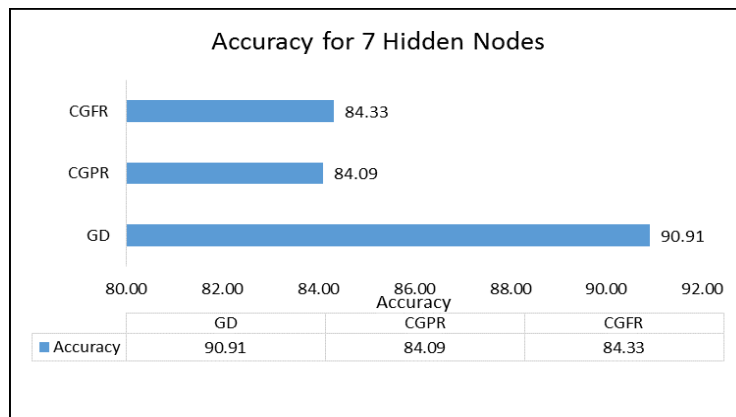 Accuracy for 7 Hidden Nodes
CGFR
84.33
CGPR
84.09
GD
90.91
80.00 82.00 84.00 86.00 88.00 90.00 92.00
Accuracy
GD CGPR CGFR
Accuracy 90.91 84.09 84.33